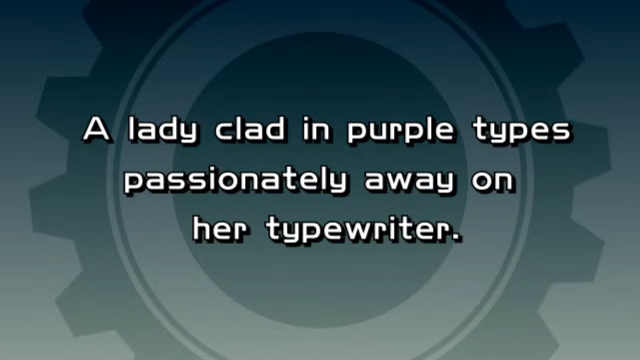 A lady clad in purple types
passionately away on
her typewriter.